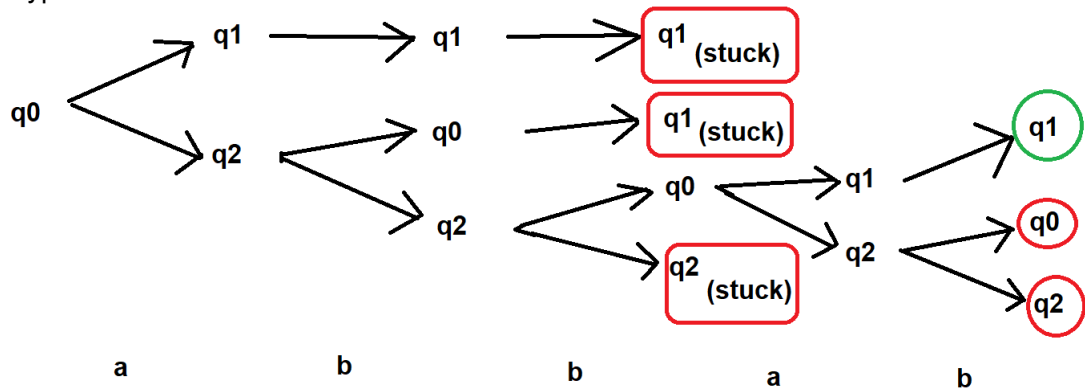 q1 q1 q1 (stuck)
q0 q2 q0 q1 (stuck) q1
q2 q0 q1 q0
q2 (stuck) q2 q2
a b b a b